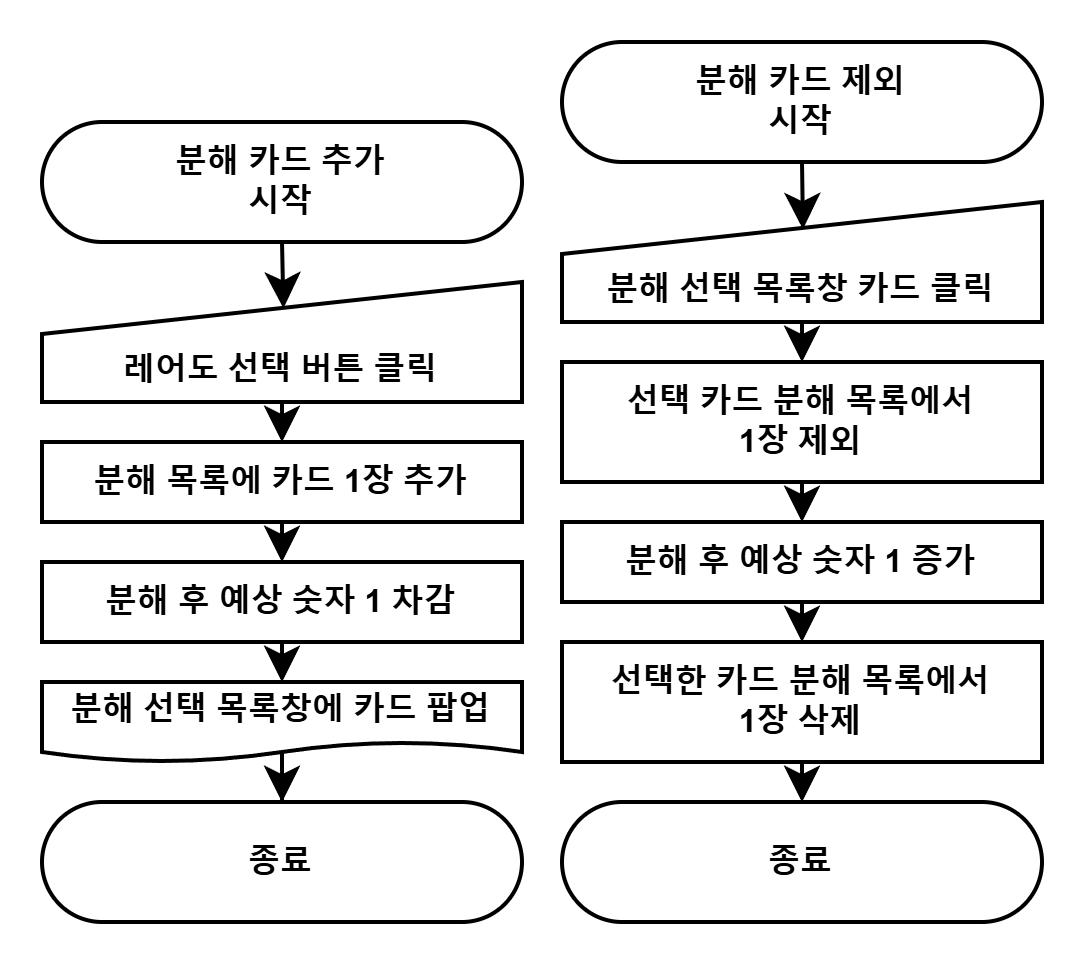 분해 카드 추가
시작
레어도 선택 버튼 클릭
분해 목록에 카드 1장 추가
분해 후 예상 숫자 1 차감
분해 선택 목록창에 카드 팝업
종료
분해 카드 제외
시작
분해 선택 목록창 카드 클릭
선택 카드 분해 목록에서
1장 제외
분해 후 예상 숫자 1 증가
선택한 카드 분해 목록에서
1장 삭제
종료